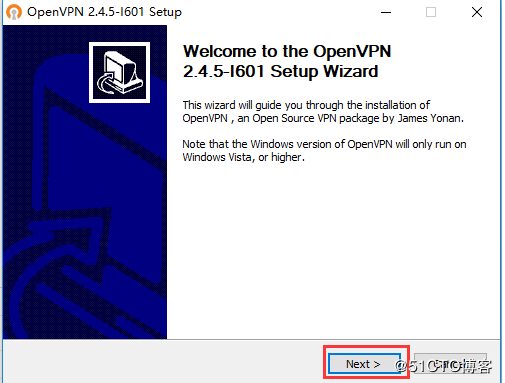 OpenVPN 2.4.5-I601 Setup
Welcome to the OpenVPN
2.4.5-I601 Setup Wizard
This wizard will guide you through the installation of
OpenVPN , an Open Source VPN package by James Yonan.
Note that the Windows version of OpenVPN will only run on
Windows Vista, or higher.
Next >
Cancel
@51CTO博客